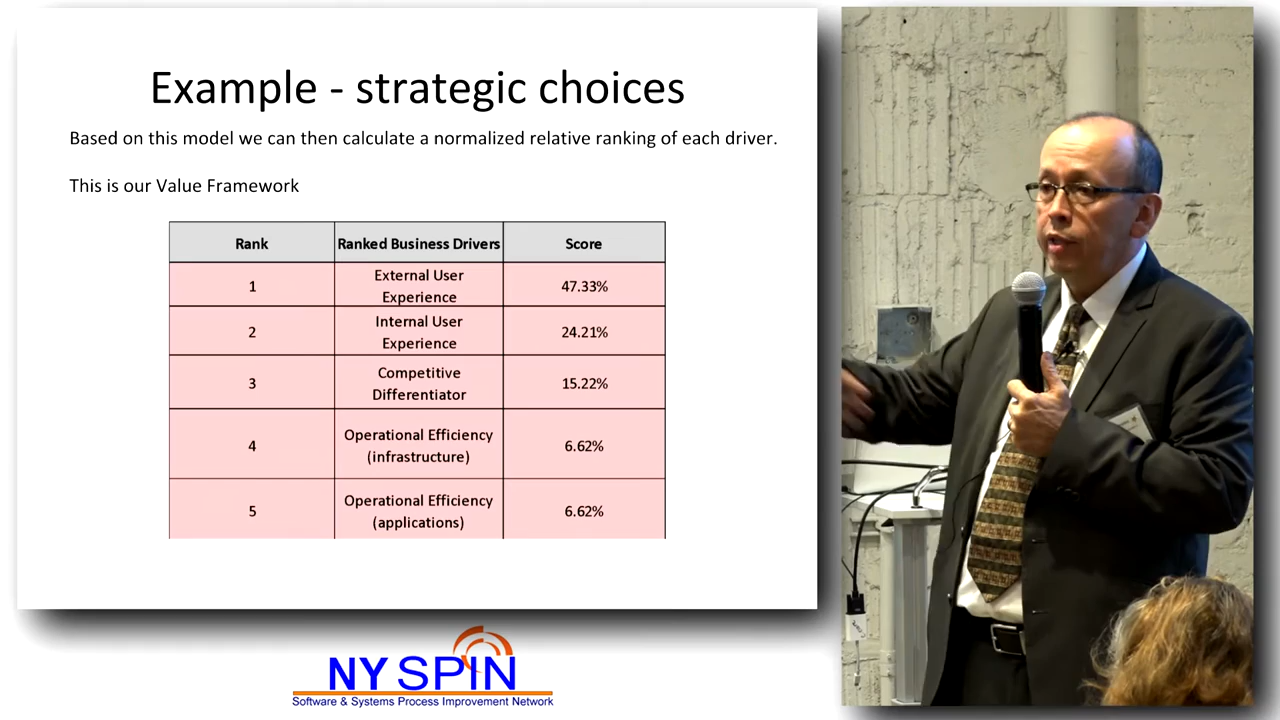 Example - strategic choices
Based on this model we can then calculate a normalized relative ranking of each driver.
This is our Value Framework
Rank
Ranked Business Drivers
Score
1
External User
Experience
47.33%
2
Internal User
Experience
24.21%
3
Competitive
Differentiator
15.22%
4
Operational Efficiency
(infrastructure)
6.62%
5
Operational Efficiency
(applications)
6.62%
NY SPIN
Software & Systems Process Improvement Network